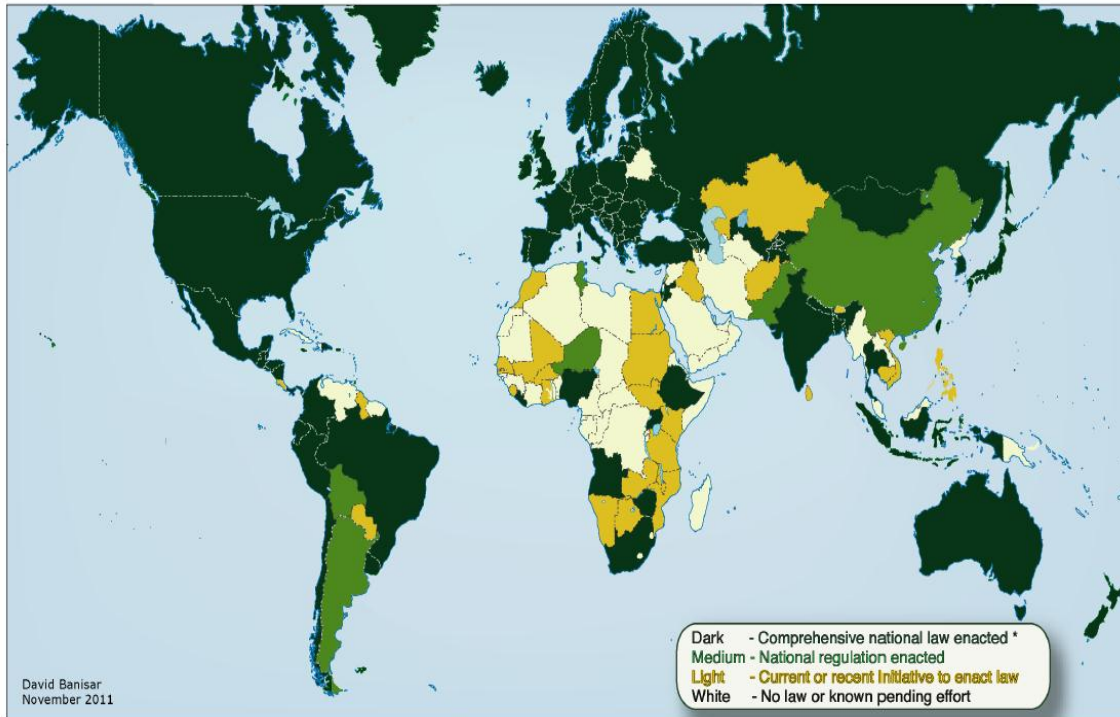 Dark - Comprehensive national law enacted *
Medium - National regulation enacted
Light - Current or recent Initiative to enact law
White - No law or known pending effort
David Banisar
November 2011